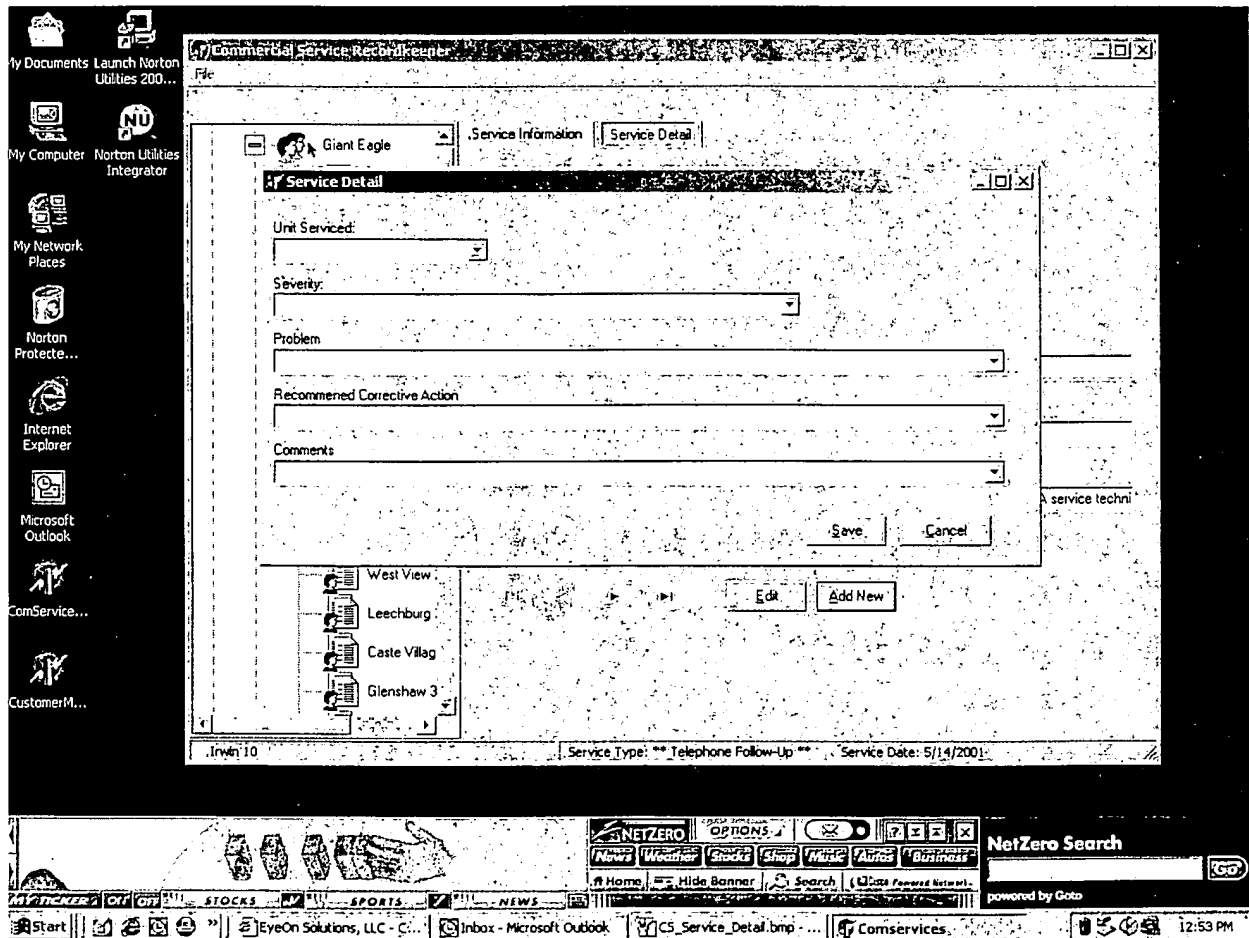 My Documents
Launch Norton
Utilities 200...
My Computer
Norton Utilities
Integrator
My Network
Places
Norton
Protecte...
Internet
Explorer
Microsoft
Outlook
ComService...
CustomerM...
Commercial Service Recordkeeper
File
Giant Eagle
Service Information
Service Detail
Service Detail
Unit Serviced:
Severity:
Problem
Recommened Corrective Action
Comments
A service techni
Save
Cancel
West View
Leechburg
Caste Villag
Glenshaw 3
Edit
Add New
Irwin 10
Service Type: ** Telephone Follow-Up **
Service Date: 5/14/2001
NETZERO
OPTIONS
News Weather Stocks Shop Music Autos Business
Home Hide Banner Search
NetZero Search
GO
powered by Goto
MY TICKERS OFF OFF STOCKS SPORTS NEWS
Start
EyeOn Solutions, LLC - C...
Inbox - Microsoft Outlook
CS_Service_Detail.bmp - ...
Comservices
12:53 PM